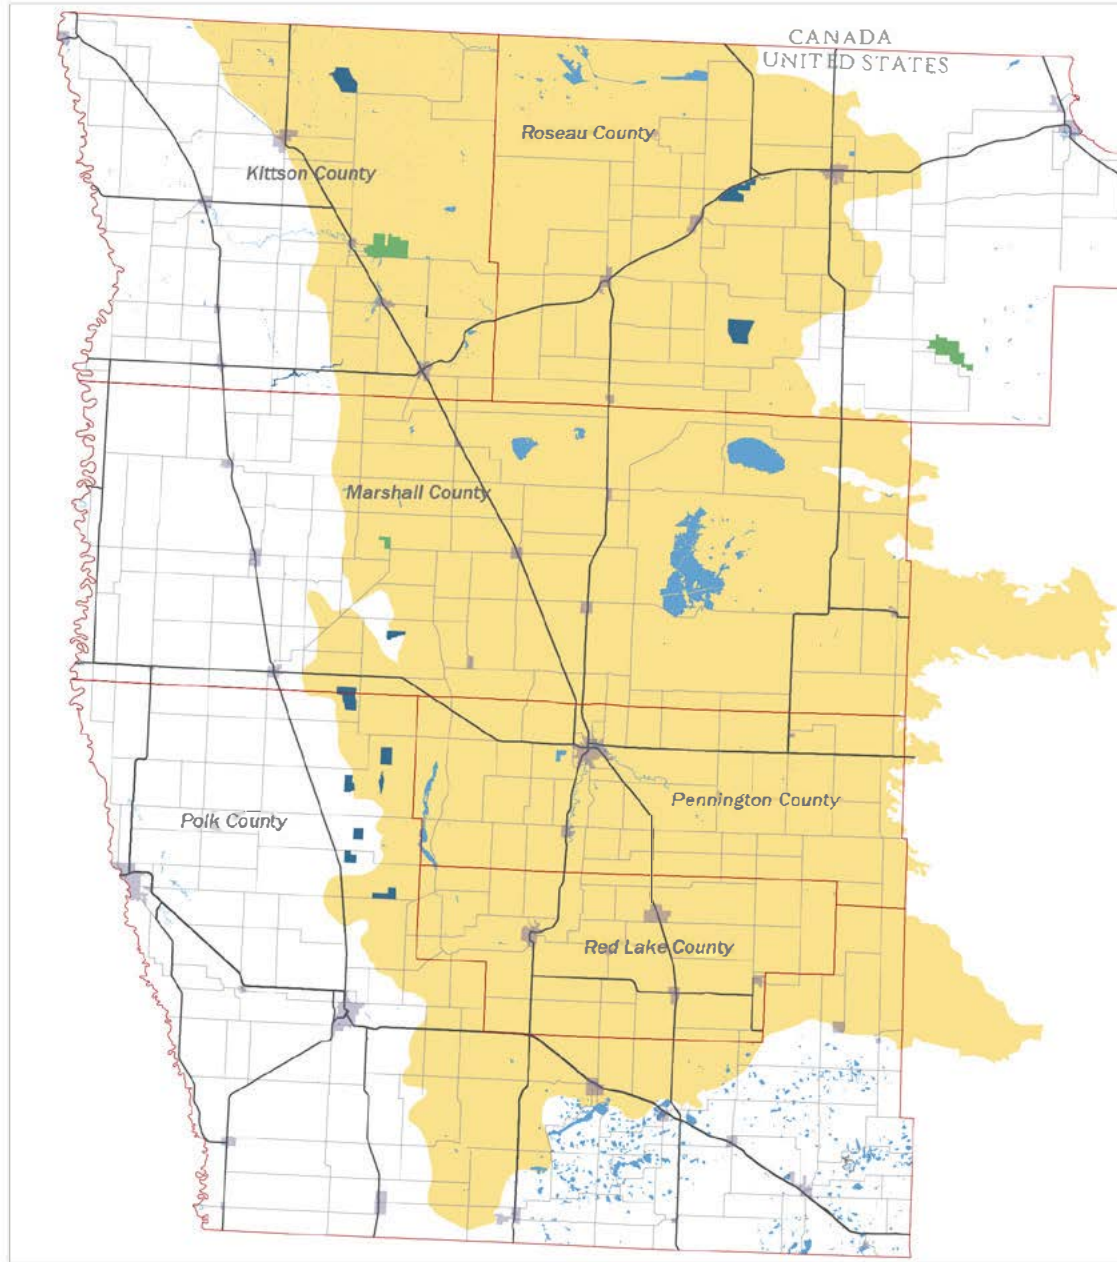 CANADA
UNITED STATES
Roseau County
Kittson County
Marshall County
Pennington County
Polk County
Red Lake County